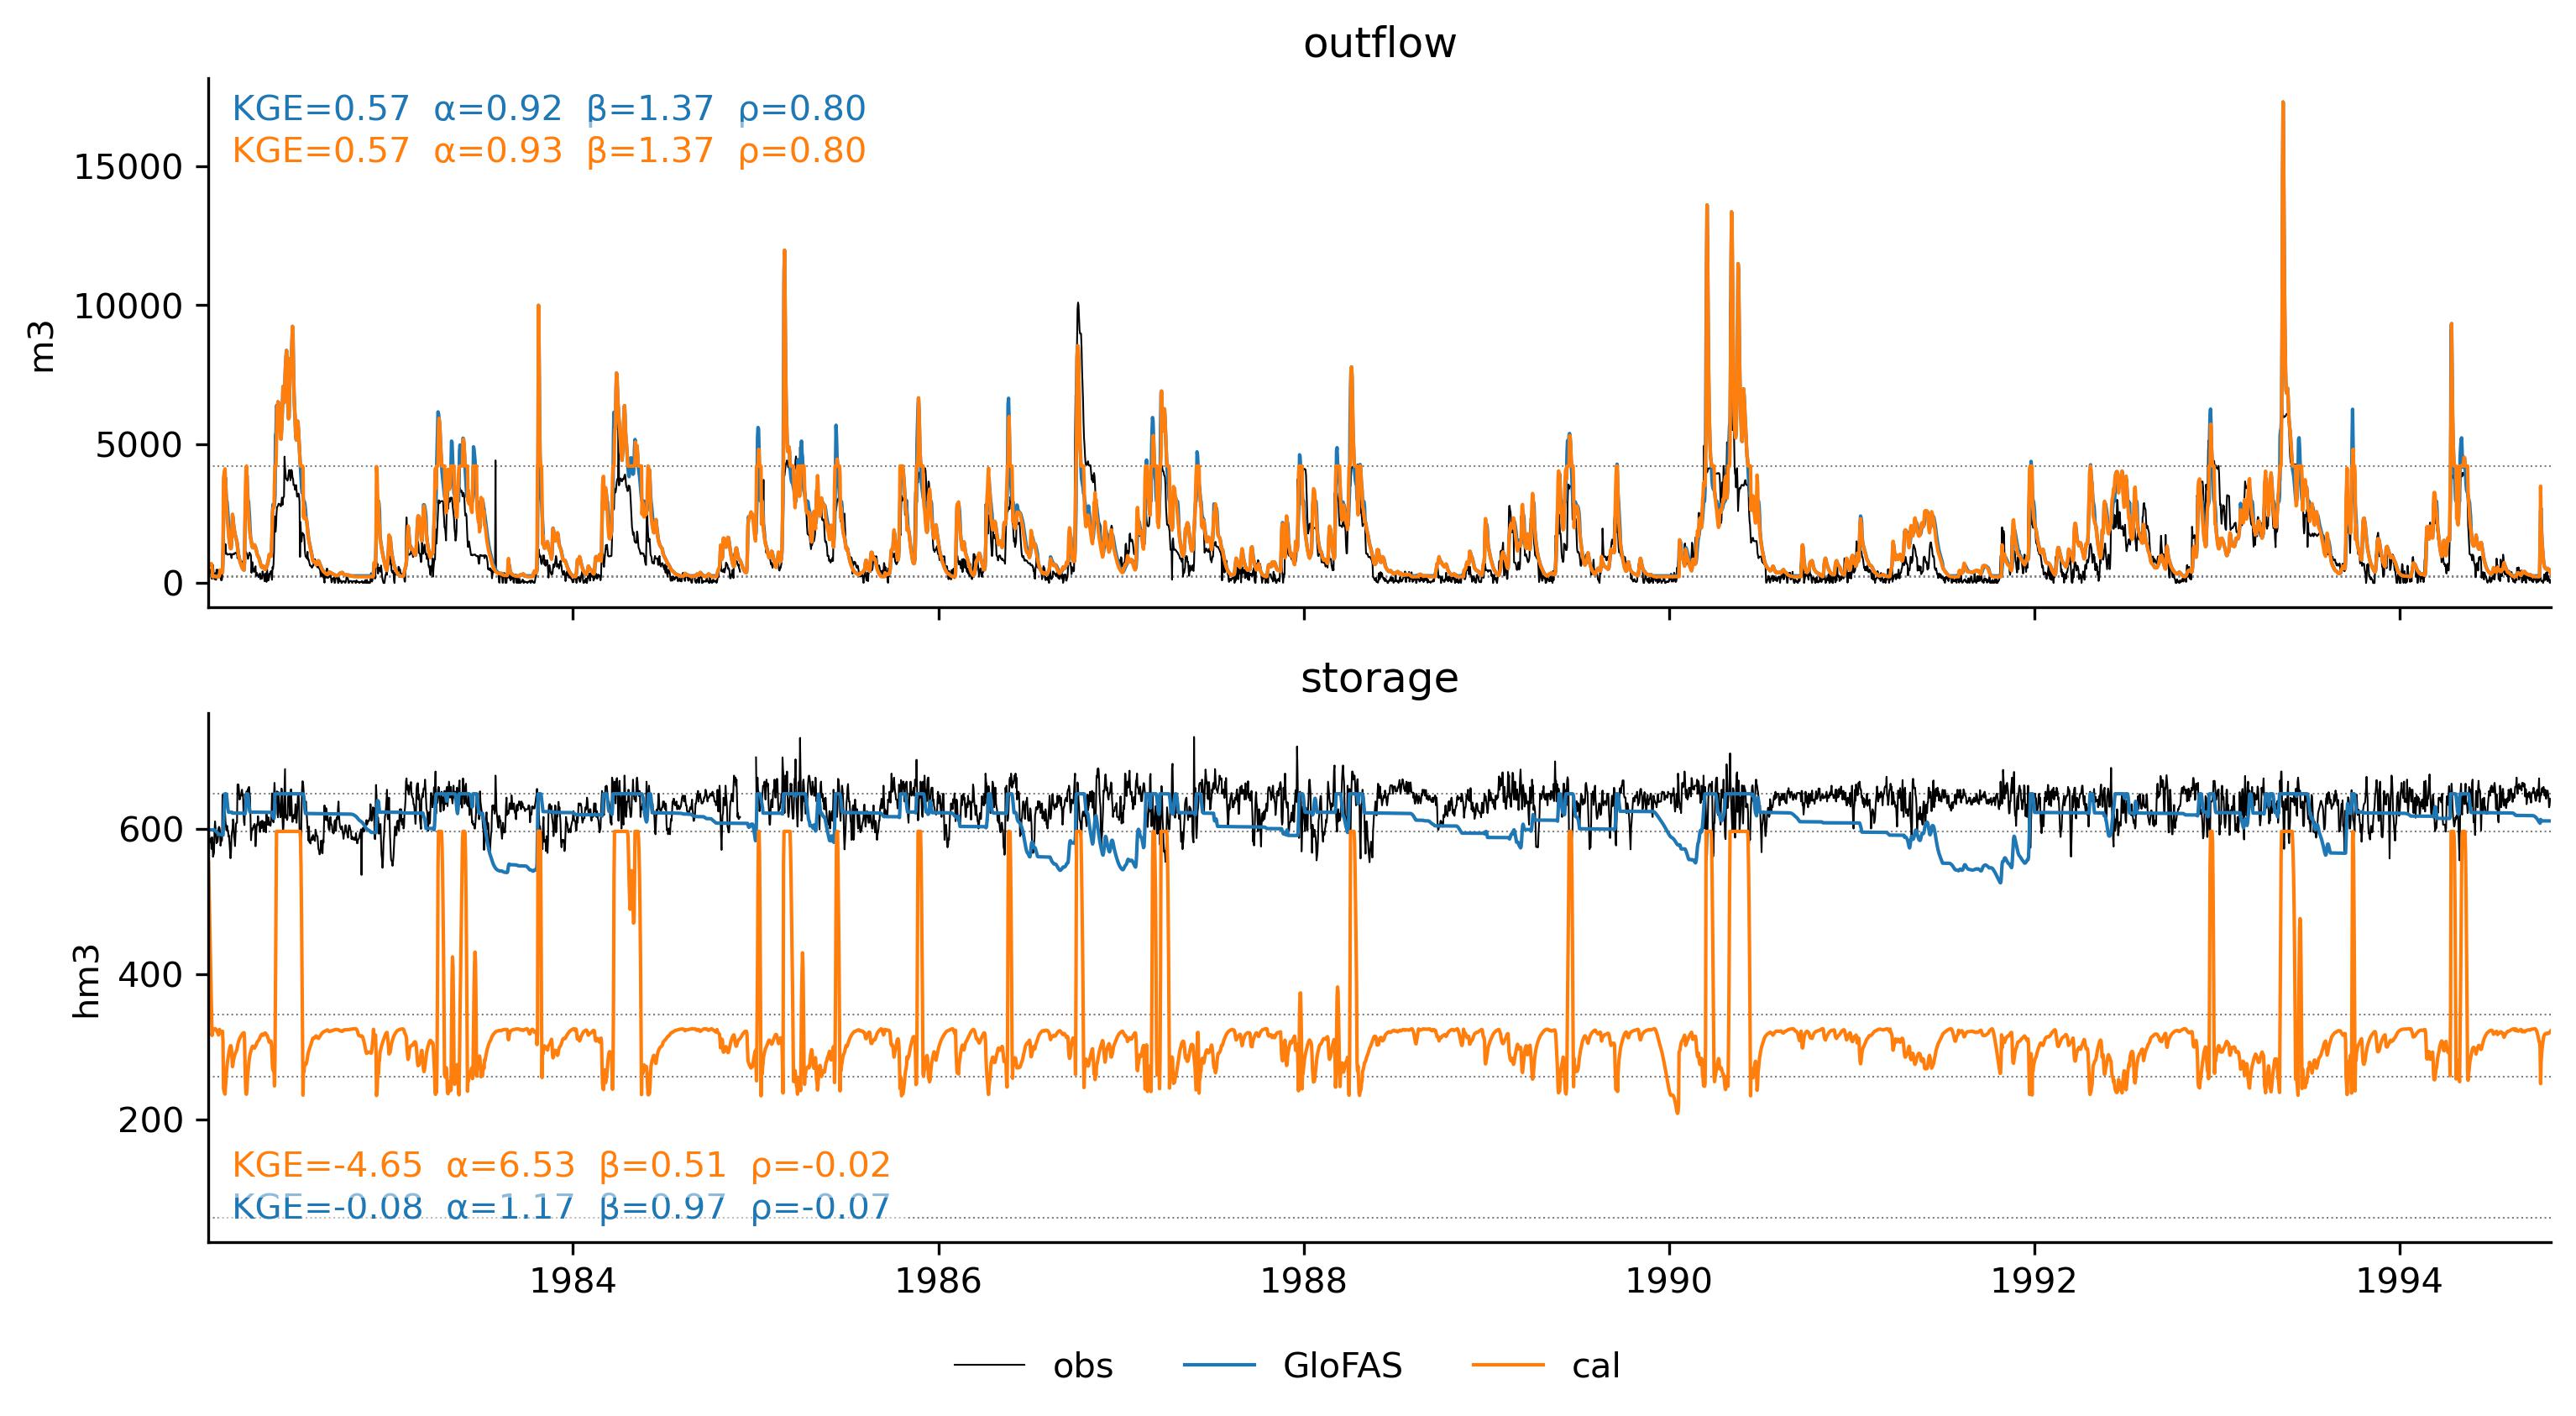 outflow
KGE=0.57 α=0.92 β=1.37 ρ=0.80
KGE=0.57 α=0.93 β=1.37 ρ=0.80
m3
15000
10000
5000
0
storage
hm3
600
400
200
KGE=-4.65 α=6.53 β=0.51 ρ=-0.02
KGE=-0.08 α=1.17 β=0.97 ρ=-0.07
1984 1986 1988 1990 1992 1994
obs GloFAS cal